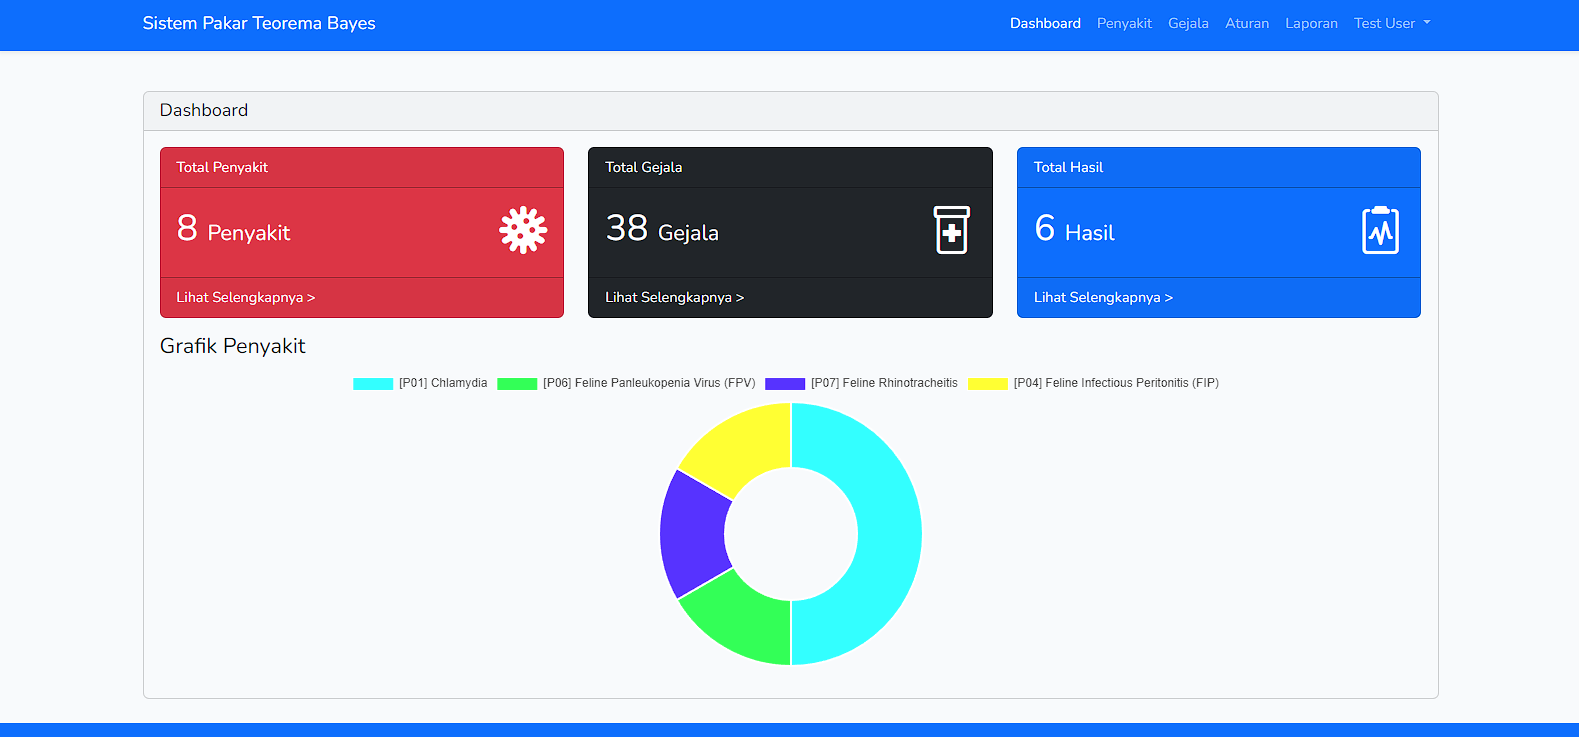 Sistem Pakar Teorema Bayes
Dashboard Penyakit Gejala Aturan Laporan Test User
Dashboard
Total Penyakit
8 Penyakit
Lihat Selengkapnya >
Total Gejala
38 Gejala
Lihat Selengkapnya >
Total Hasil
6 Hasil
Lihat Selengkapnya >
Grafik Penyakit
[P01] Chlamydia [P06] Feline Panleukopenia Virus (FPV) [P07] Feline Rhinotracheitis [P04] Feline Infectious Peritonitis (FIP)